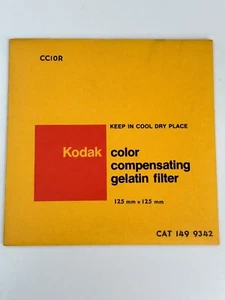 CC10R
KEEP IN COOL DRY PLACE
Kodak
color
compensating
gelatin filter
125 mm x 125 mm
CAT 149 9342